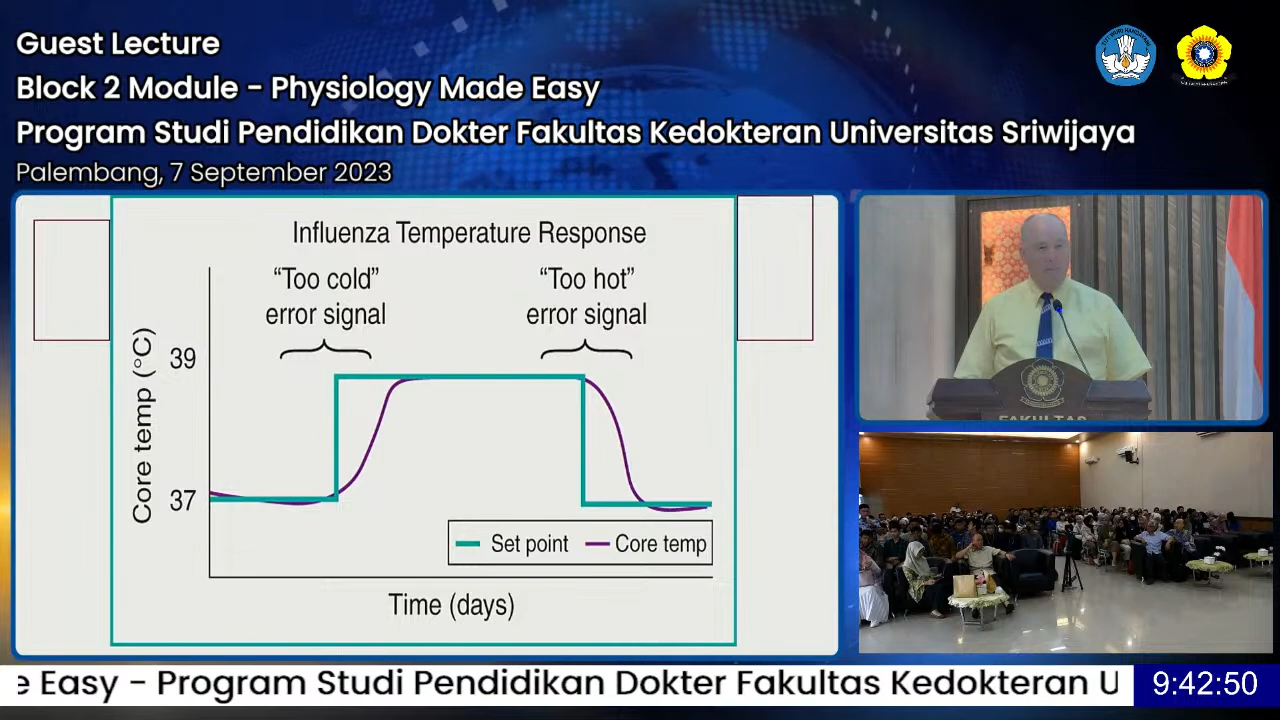 Guest Lecture
Block 2 Module - Physiology Made Easy
Program Studi Pendidikan Dokter Fakultas Kedokteran Universitas Sriwijaya
Palembang, 7 September 2023
Influenza Temperature Response
“Too cold”
error signal
“Too hot”
error signal
Core temp (°C)
39
37
Set point
Core temp
Time (days)
FAKULTAS
e Easy - Program Studi Pendidikan Dokter Fakultas Kedokteran U
9:42:50